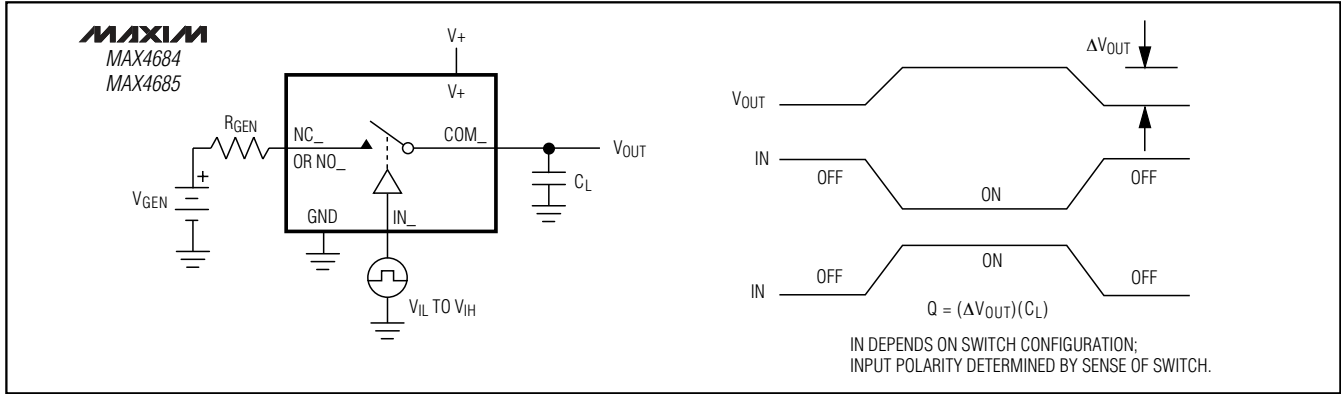 MAXIM
MAX4684
MAX4685
V+
V+
RGEN
NC_
OR NO_
COM_
VOUT
CL
+
VGEN
GND
IN_
VIL TO VIH
ΔVOUT
VOUT
IN
OFF
ON
OFF
IN
OFF
ON
OFF
Q = (ΔVOUT)(CL)
IN DEPENDS ON SWITCH CONFIGURATION;
INPUT POLARITY DETERMINED BY SENSE OF SWITCH.